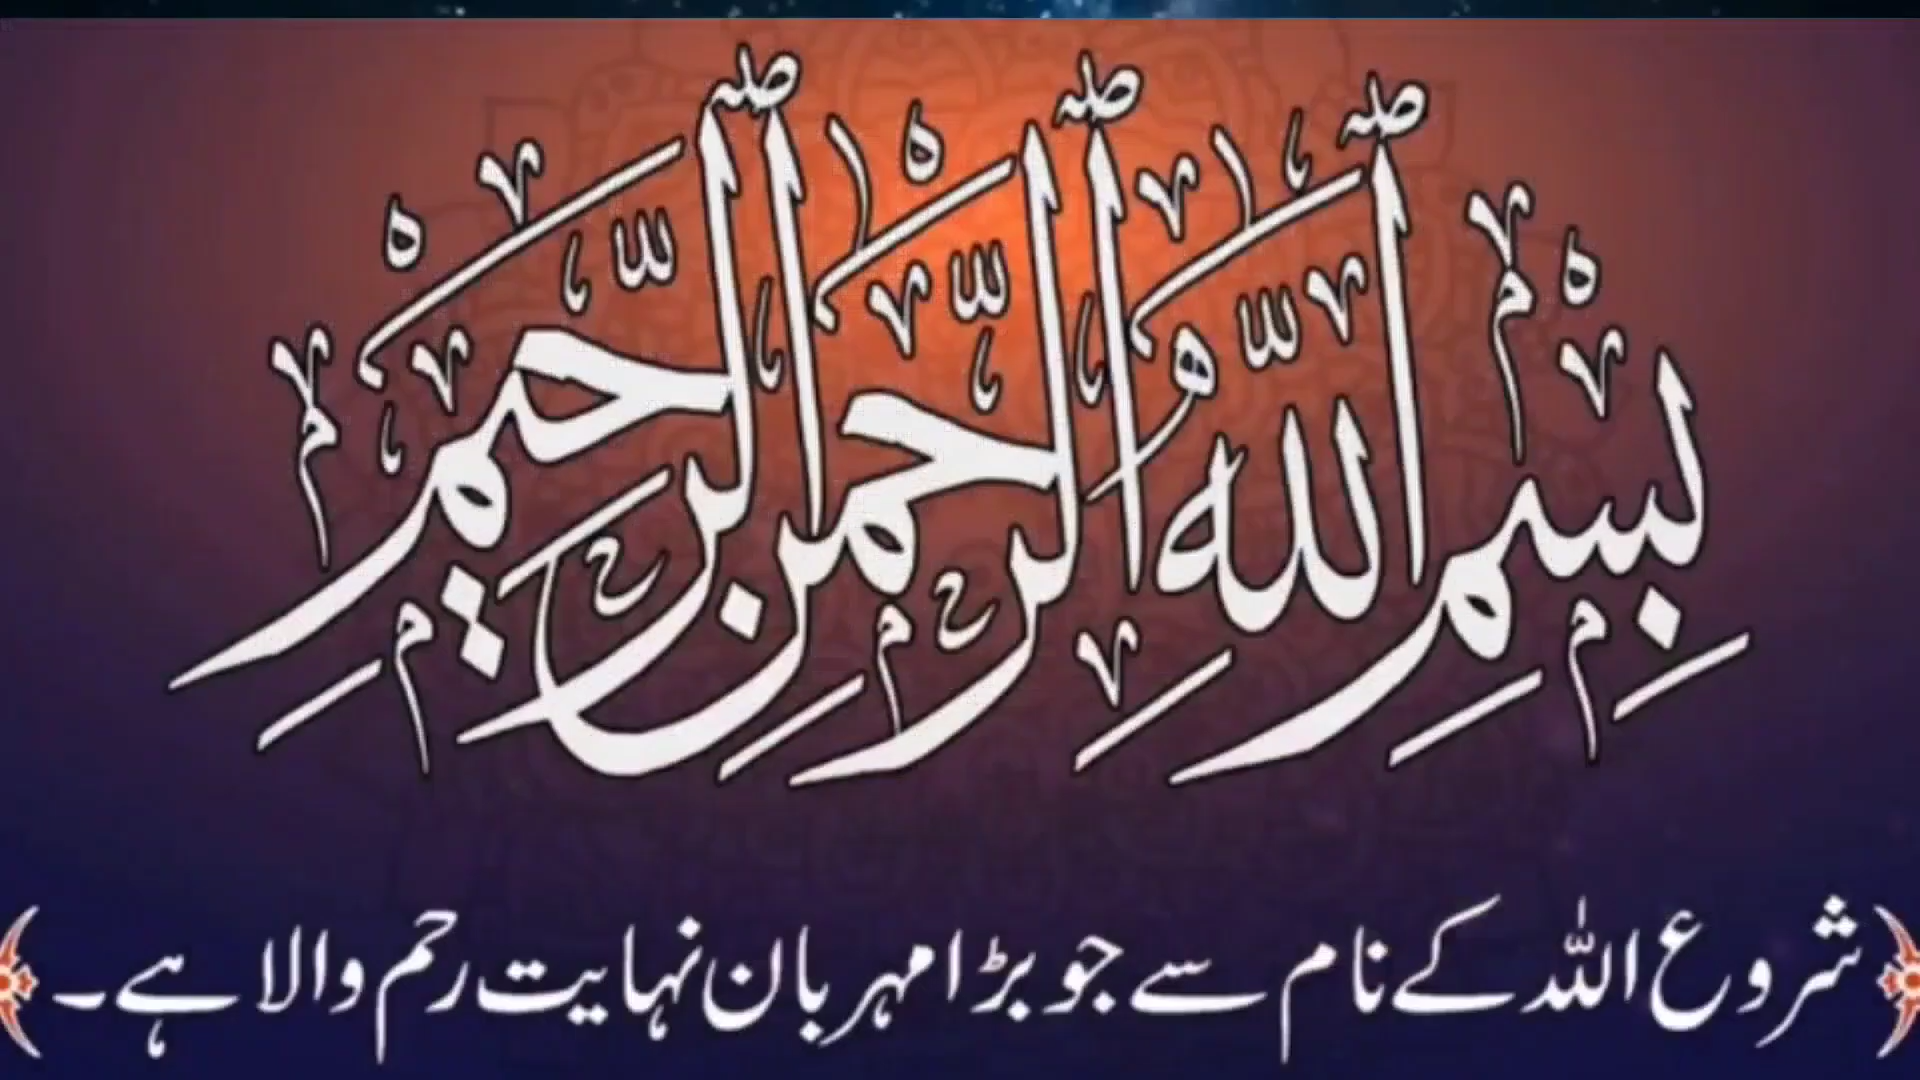 بِسْمِ اللّٰهِ الرَّحْمٰنِ الرَّحِيْمِ
شروع اللہ کے نام سے جو بڑا مہربان نہایت رحم والا ہے۔